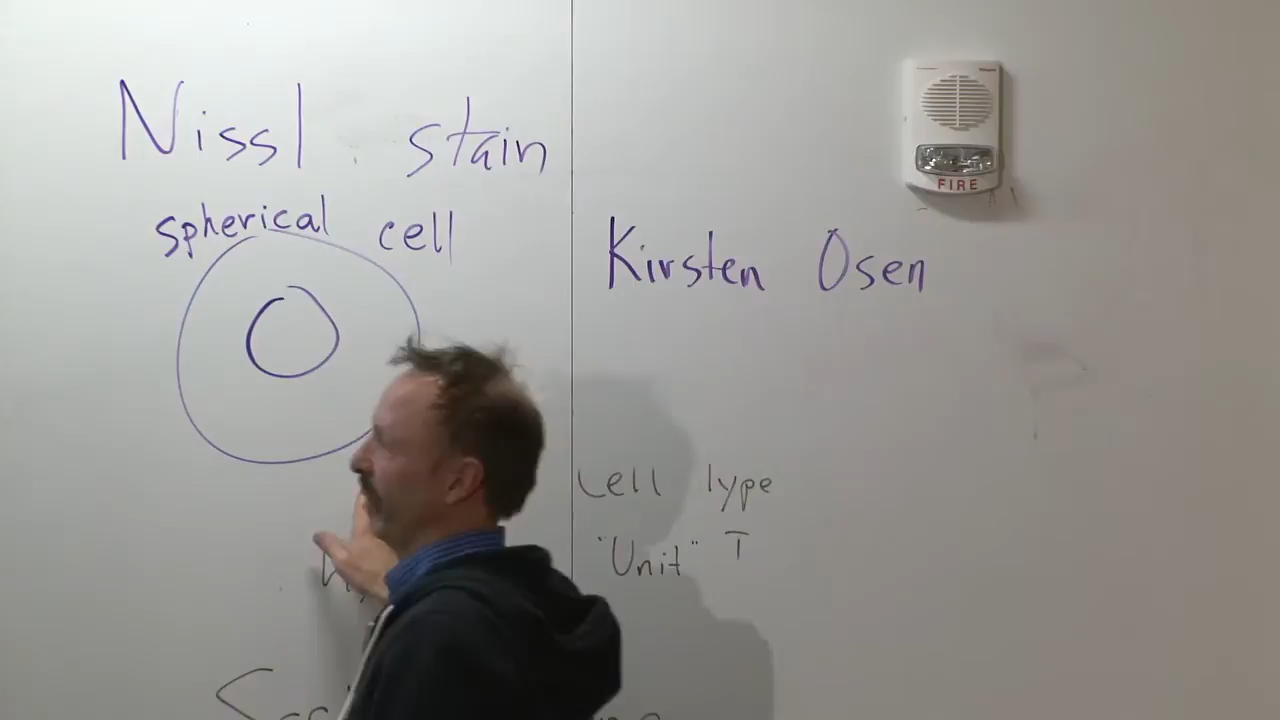 Nissl stain
spherical cell
Kirsten Osen
FIRE
Cell Type
"Unit" T